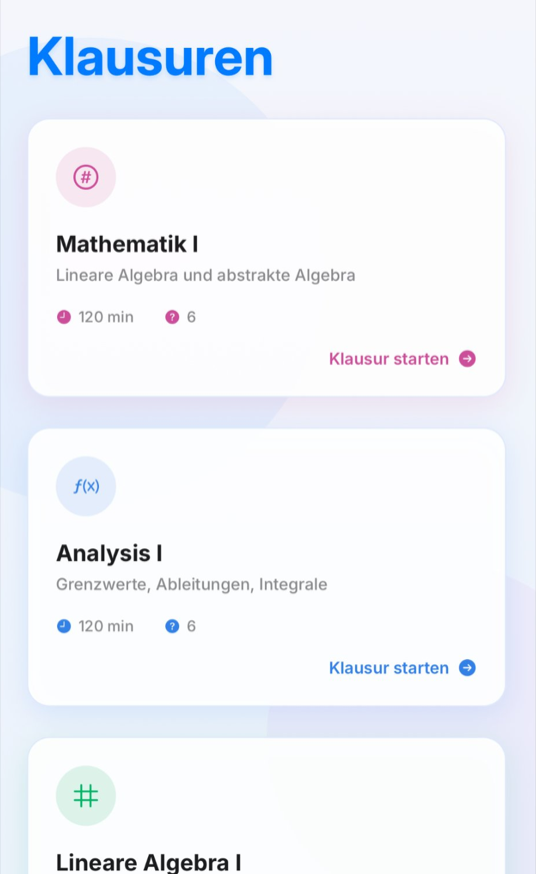 Klausuren
#
Mathematik I
Lineare Algebra und abstrakte Algebra
120 min ? 6
Klausur starten
f(x)
Analysis I
Grenzwerte, Ableitungen, Integrale
120 min ? 6
Klausur starten
#
Lineare Algebra I